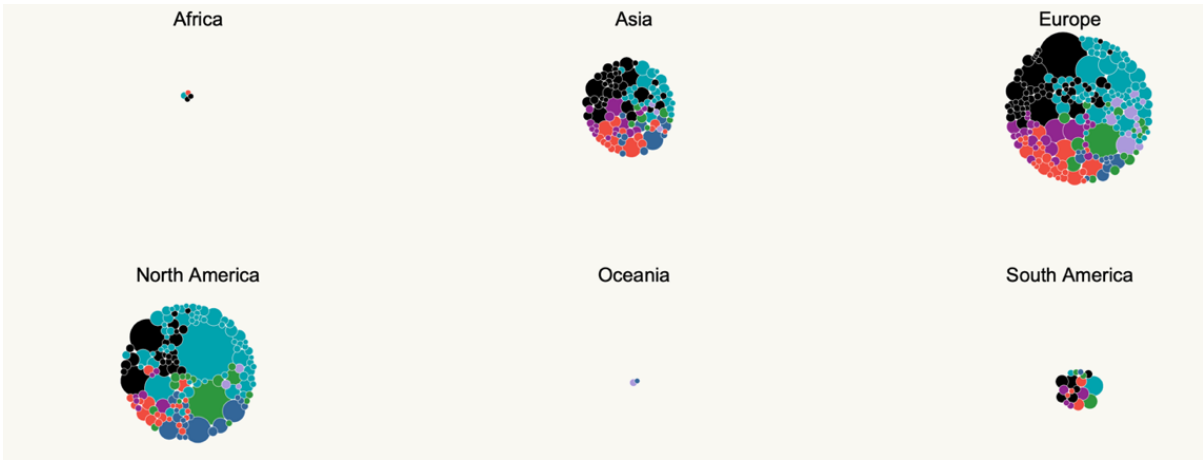 Africa
Asia
Europe
North America
Oceania
South America